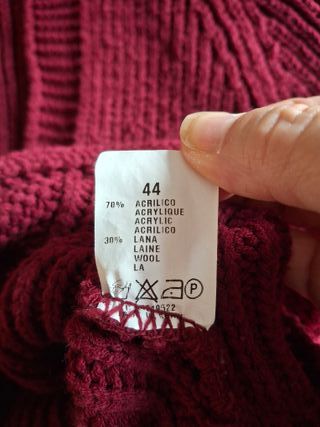 44
70% ACRILICO
ACRYLIQUE
ACRYLIC
ACRILICO
30% LANA
LAINE
WOOL
LA
P